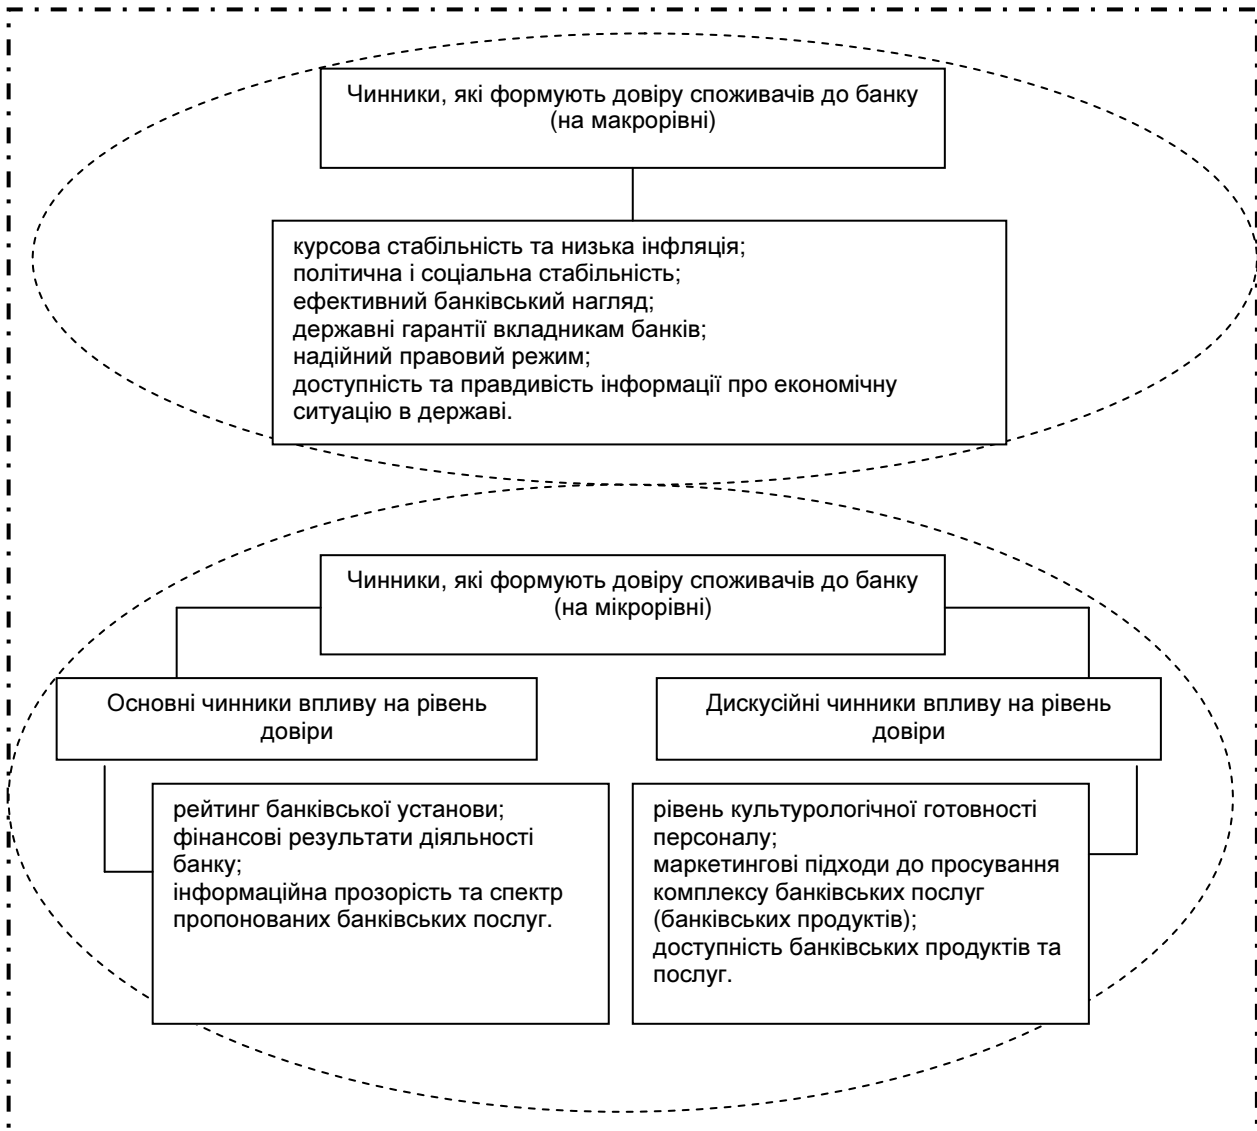 Чинники, які формують довіру споживачів до банку
(на макрорівні)
курсова стабільність та низька інфляція;
політична і соціальна стабільність;
ефективний банківський нагляд;
державні гарантії вкладникам банків;
надійний правовий режим;
доступність та правдивість інформації про економічну
ситуацію в державі.
Чинники, які формують довіру споживачів до банку
(на мікрорівні)
Основні чинники впливу на рівень
довіри
Дискусійні чинники впливу на рівень
довіри
рейтинг банківської установи;
фінансові результати діяльності
банку;
інформаційна прозорість та спектр
пропонованих банківських послуг.
рівень культурологічної готовності
персоналу;
маркетингові підходи до просування
комплексу банківських послуг
(банківських продуктів);
доступність банківських продуктів та
послуг.